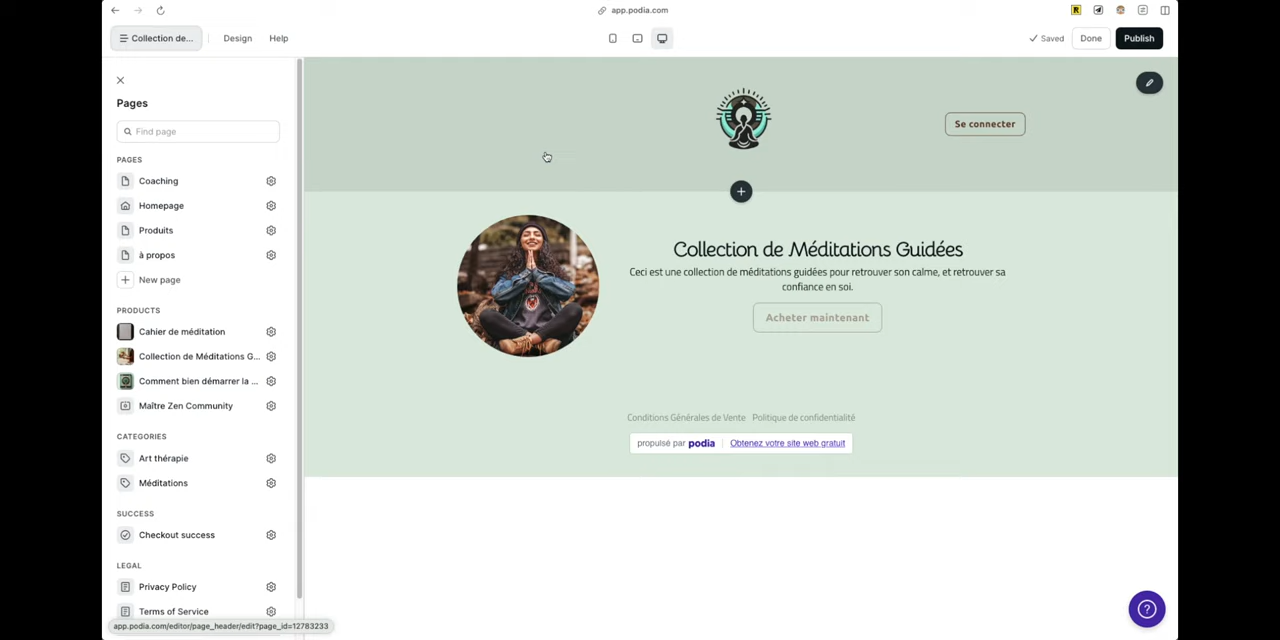 app.podia.com
Collection de...
Design
Help
Saved
Done
Publish
Pages
Find page
PAGES
Coaching
Homepage
Produits
à propos
New page
PRODUCTS
Cahier de méditation
Collection de Méditations G...
Comment bien démarrer la ...
Maître Zen Community
CATEGORIES
Art thérapie
Méditations
SUCCESS
Checkout success
LEGAL
Privacy Policy
Terms of Service
app.podia.com/editor/page_header/edit?page_id=12783233
Se connecter
Collection de Méditations Guidées
Ceci est une collection de méditations guidées pour retrouver son calme, et retrouver sa
confiance en soi.
Acheter maintenant
Conditions Générales de Vente Politique de confidentialité
propulsé par podia Obtenez votre site web gratuit